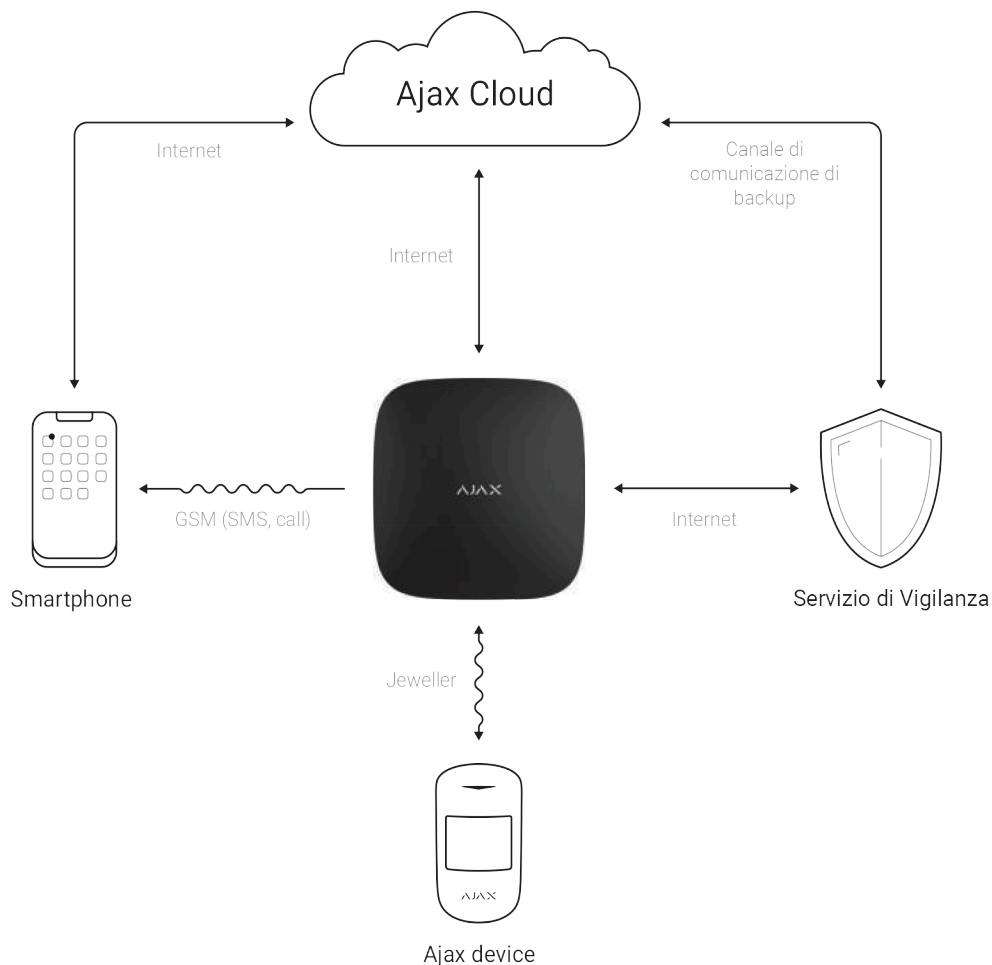 Ajax Cloud
Internet
Canale di
comunicazione di
backup
Internet
AJAX
GSM (SMS, call)
Internet
Smartphone
Servizio di Vigilanza
Jeweller
AJAX
Ajax device